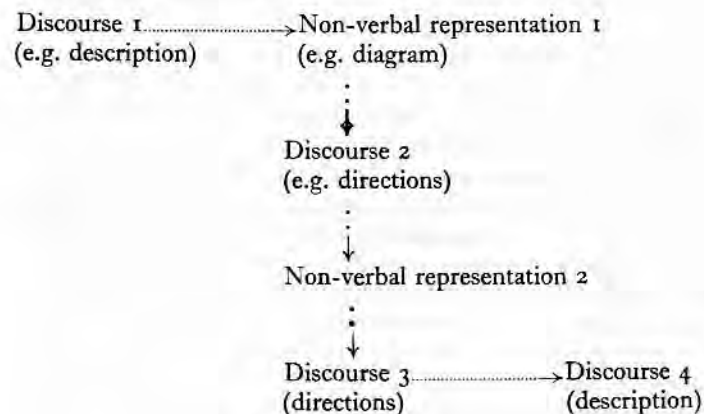 Discourse 1 Non-verbal representation 1
(e.g. description) (e.g. diagram)
Discourse 2
(e.g. directions)
Non-verbal representation 2
Discourse 3 Discourse 4
(directions) (description)